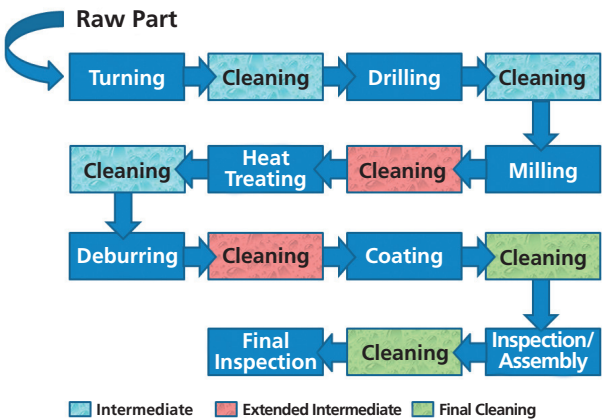 Raw Part
Turning
Cleaning
Drilling
Cleaning
Milling
Cleaning
Heat
Treating
Cleaning
Deburring
Cleaning
Coating
Cleaning
Inspection/
Assembly
Cleaning
Final
Inspection
Intermediate
Extended Intermediate
Final Cleaning